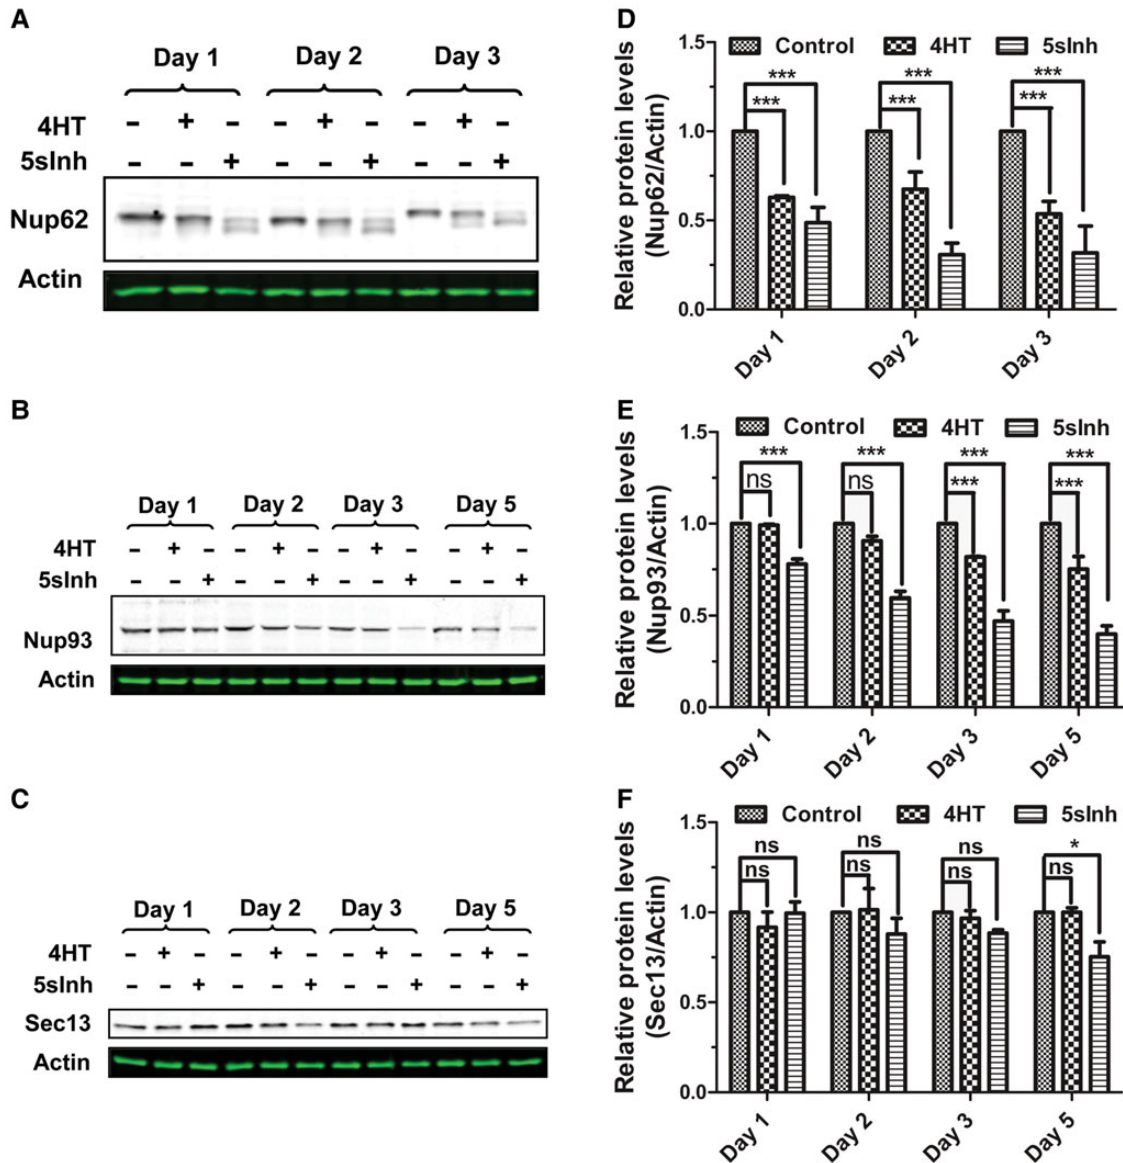 A
Day 1 Day 2 Day 3
4HT - + - - + - - + -
5sInh - - + - - + - - +
Nup62
Actin
B
Day 1 Day 2 Day 3 Day 5
4HT - + - - + - - + - - + -
5sInh - - + - - + - - + - - +
Nup93
Actin
C
Day 1 Day 2 Day 3 Day 5
4HT - + - - + - - + - - + -
5sInh - - + - - + - - + - - +
Sec13
Actin
D
Control 4HT 5sInh
Relative protein levels
(Nup62/Actin)
1.5
1.0
0.5
0.0
*** *** ***
*** *** ***
Day 1 Day 2 Day 3
E
Control 4HT 5sInh
Relative protein levels
(Nup93/Actin)
1.5
1.0
0.5
0.0
*** *** *** ***
ns ns *** ***
Day 1 Day 2 Day 3 Day 5
F
Control 4HT 5sInh
Relative protein levels
(Sec13/Actin)
1.5
1.0
0.5
0.0
ns ns ns *
ns ns ns ns
Day 1 Day 2 Day 3 Day 5